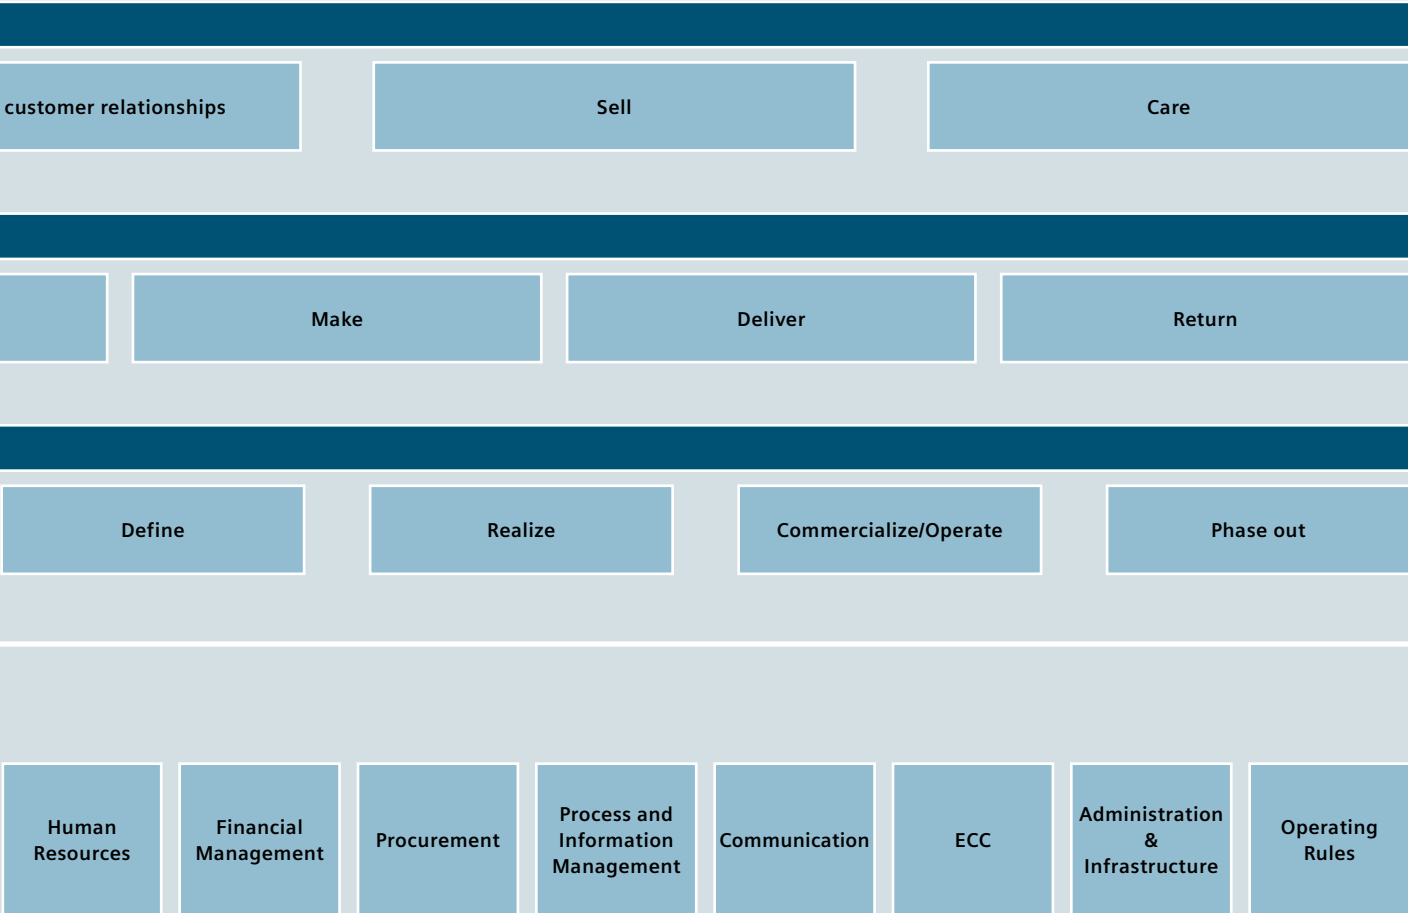 customer relationships
Sell
Care
Make
Deliver
Return
Define
Realize
Commercialize/Operate
Phase out
Human
Resources
Financial
Management
Procurement
Process and
Information
Management
Communication
ECC
Administration
&
Infrastructure
Operating
Rules